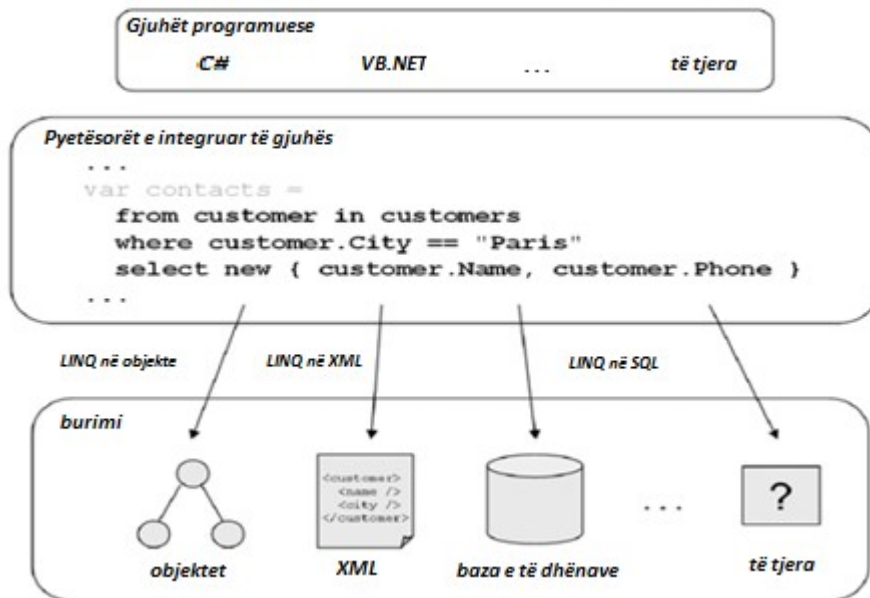 Gjuhët programuese
C# VB.NET ... të tjera
Pyetësorët e integruar të gjuhës
...
var contacts =
from customer in customers
where customer.City == "Paris"
select new { customer.Name, customer.Phone }
...
LINQ në objekte LINQ në XML LINQ në SQL
burimi
<customer>
<name />
<city />
</customer>
... ?
objektet XML baza e të dhënave të tjera